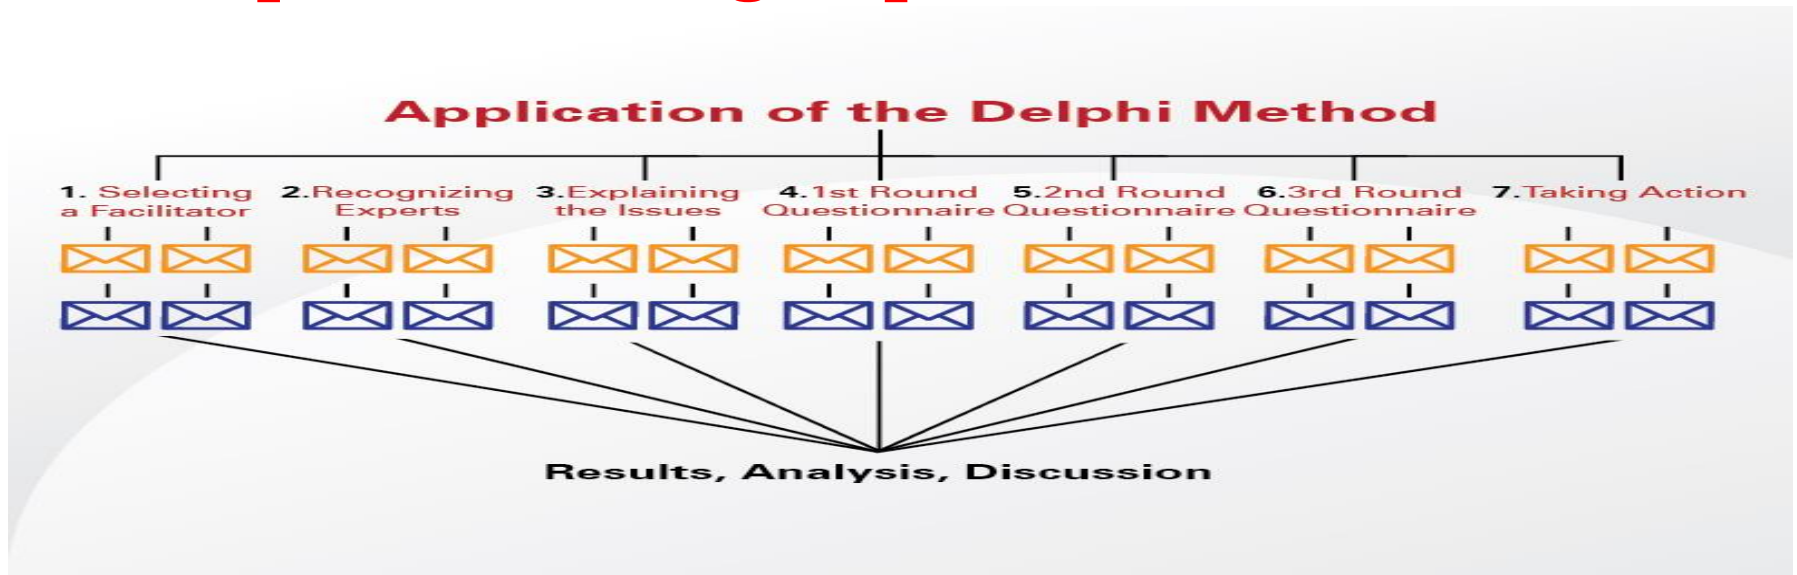 Application of the Delphi Method
1. Selecting
a Facilitator
2.Recognizing
Experts
3.Explaining
the Issues
4.1st Round
Questionnaire
5.2nd Round
Questionnaire
6.3rd Round
Questionnaire
7.Taking Action
Results, Analysis, Discussion